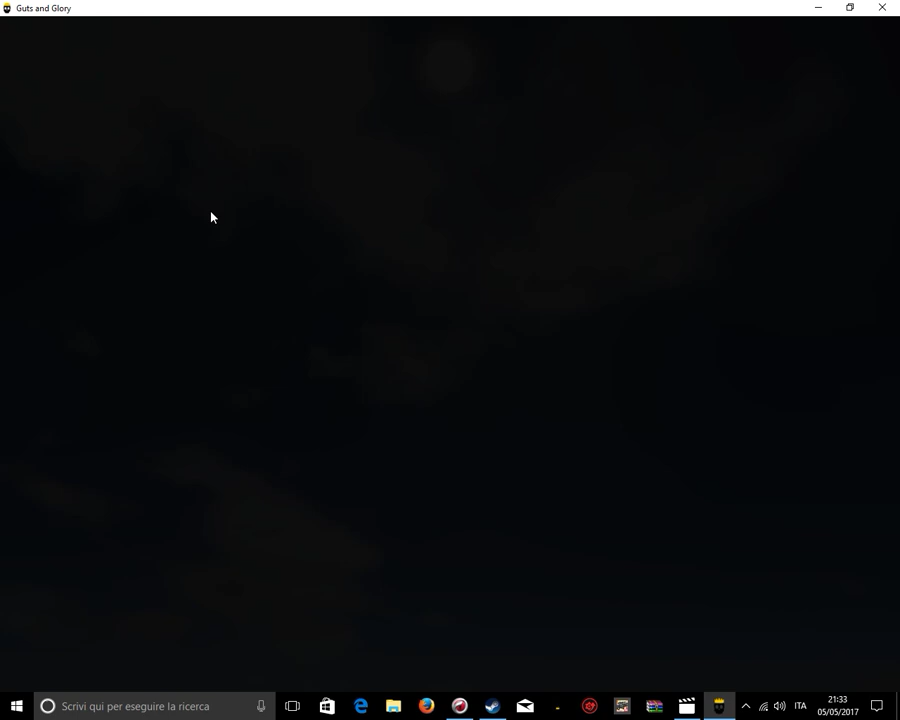 Guts and Glory
Scrivi qui per eseguire la ricerca
ITA
21:33
05/05/2017